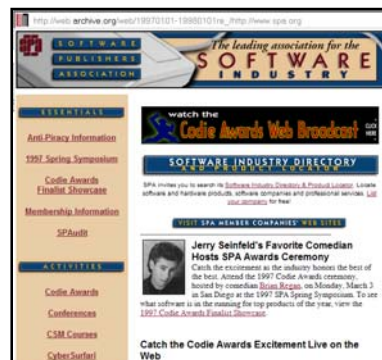 http://web.archive.org/web/19970101-19980101re_/http://www.spa.org
SPA
SOFTWARE
PUBLISHERS
ASSOCIATION
The leading association for the
SOFTWARE
INDUSTRY
ESSENTIALS
Anti-Piracy Information
1997 Spring Symposium
Codie Awards
Finalist Showcase
Membership Information
SPAudit
ACTIVITIES
Codie Awards
Conferences
CSM Courses
CyberSurfari
watch the
Codie Awards Web Broadcast
CLICK
HERE
SOFTWARE INDUSTRY DIRECTORY
AND PRODUCT LOCATOR
SPA invites you to search its Software Industry Directory & Product Locator. Locate
software and hardware products, software companies and professional services. List
your company for free!
VISIT SPA MEMBER COMPANIES' WEB SITES
Jerry Seinfeld's Favorite Comedian
Hosts SPA Awards Ceremony
Catch the excitement as the industry honors the best of
the best. Attend the 1997 Codie Awards ceremony,
hosted by comedian Brian Regan, on Monday, March 3
in San Diego at the 1997 SPA Spring Symposium. To see
what software is in the running for top products of the year, view the
1997 Codie Awards Finalist Showcase.
Catch the Codie Awards Excitement Live on the
Web